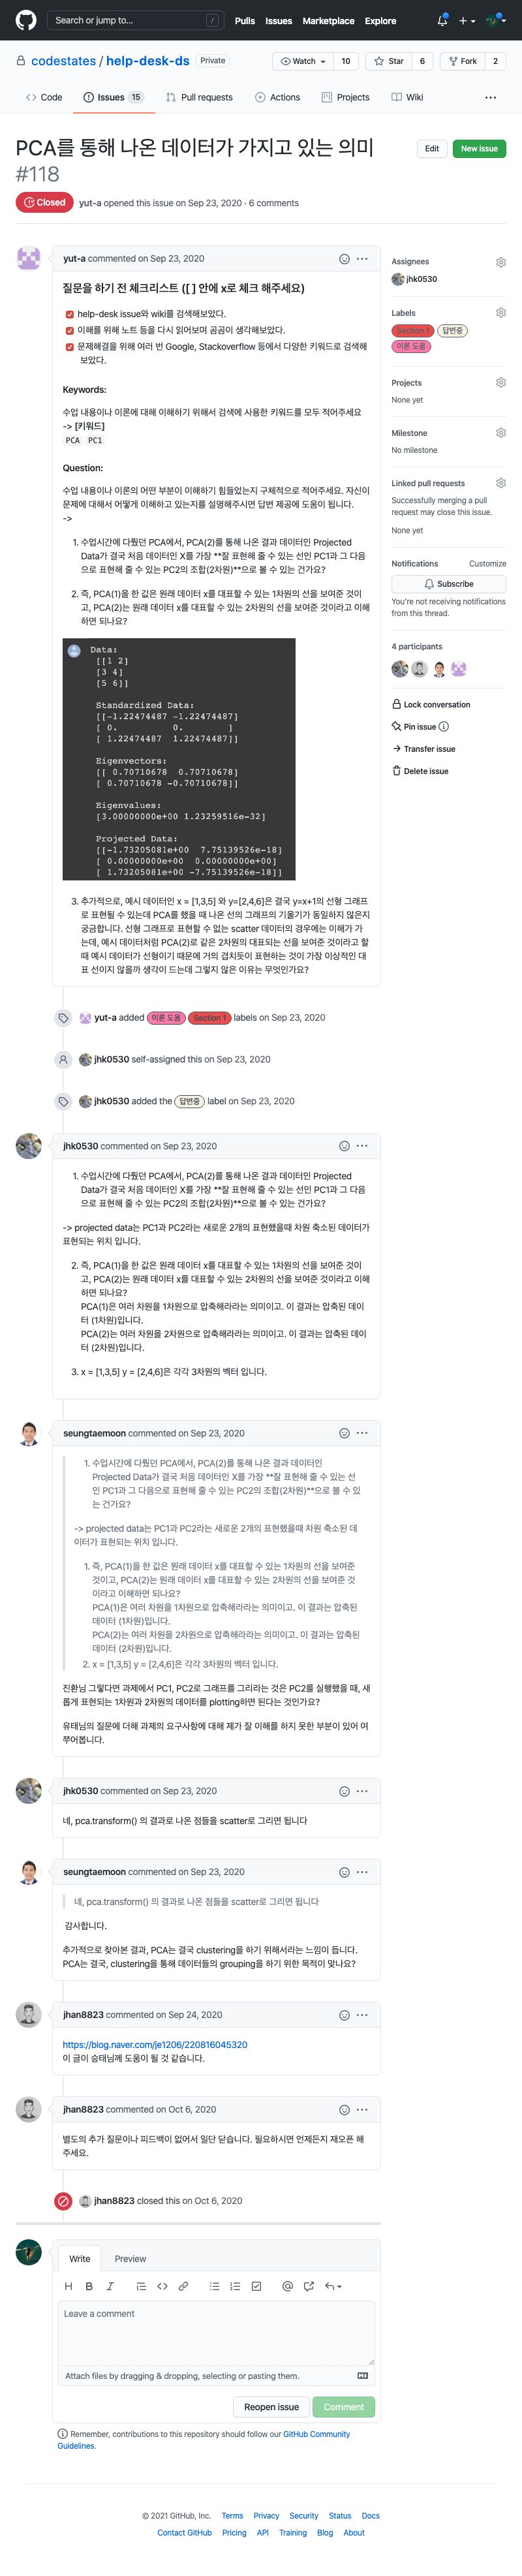 Search or jump to... /
Pulls Issues Marketplace Explore
codestates / help-desk-ds Private
Watch 10 Star 6 Fork 2
Code Issues 15 Pull requests Actions Projects Wiki
PCA를 통해 나온 데이터가 가지고 있는 의미
#118
Edit New issue
Closed yut-a opened this issue on Sep 23, 2020 · 6 comments
yut-a commented on Sep 23, 2020
질문을 하기 전 체크리스트 ([ ] 안에 x로 체크 해주세요)
help-desk issue와 wiki를 검색해보았다.
이해를 위해 노트 등을 다시 읽어보며 곰곰이 생각해보았다.
문제해결을 위해 여러 번 Google, Stackoverflow 등에서 다양한 키워드로 검색해
보았다.
Keywords:
수업 내용이나 이론에 대해 이해하기 위해서 검색에 사용한 키워드를 모두 적어주세요
-> [키워드]
PCA PC1
Question:
수업 내용이나 이론의 어떤 부분이 이해하기 힘들었는지 구체적으로 적어주세요. 자신이
문제에 대해서 어떻게 이해하고 있는지를 설명해주시면 답변 제공에 도움이 됩니다.
->
1. 수업시간에 다뤘던 PCA에서, PCA(2)를 통해 나온 결과 데이터인 Projected
Data가 결국 처음 데이터인 X를 가장 **잘 표현해 줄 수 있는 선인 PC1과 그 다음
으로 표현해 줄 수 있는 PC2의 조합(2차원)**으로 볼 수 있는 건가요?
2. 즉, PCA(1)을 한 값은 원래 데이터 x를 대표할 수 있는 1차원의 선을 보여준 것이
고, PCA(2)는 원래 데이터 x를 대표할 수 있는 2차원의 선을 보여준 것이라고 이해
하면 되나요?
Data:
[[1 2]
[3 4]
[5 6]]
Standardized Data:
[[-1.22474487 -1.22474487]
[ 0. 0. ]
[ 1.22474487 1.22474487]]
Eigenvectors:
[[ 0.70710678 0.70710678]
[ 0.70710678 -0.70710678]]
Eigenvalues:
[3.00000000e+00 1.23259516e-32]
Projected Data:
[[-1.73205081e+00 7.75139526e-18]
[ 0.00000000e+00 0.00000000e+00]
[ 1.73205081e+00 -7.75139526e-18]]
3. 추가적으로, 예시 데이터인 x = [1,3,5] 와 y=[2,4,6]은 결국 y=x+1의 선형 그래프
로 표현될 수 있는데 PCA를 했을 때 나온 선의 그래프의 기울기가 동일하지 않은지
궁금합니다. 선형 그래프로 표현할 수 없는 scatter 데이터의 경우에는 이해가 가
는데, 예시 데이터처럼 PCA(2)로 같은 2차원의 대표되는 선을 보여준 것이라고 할
때 예시 데이터가 선형이기 때문에 거의 겹치듯이 표현하는 것이 가장 이상적인 대
표 선이지 않을까 생각이 드는데 그렇지 않은 이유는 무엇인가요?
yut-a added 이론 도움 Section 1 labels on Sep 23, 2020
jhk0530 self-assigned this on Sep 23, 2020
jhk0530 added the 답변중 label on Sep 23, 2020
jhk0530 commented on Sep 23, 2020
1. 수업시간에 다뤘던 PCA에서, PCA(2)를 통해 나온 결과 데이터인 Projected
Data가 결국 처음 데이터인 X를 가장 **잘 표현해 줄 수 있는 선인 PC1과 그 다음
으로 표현해 줄 수 있는 PC2의 조합(2차원)**으로 볼 수 있는 건가요?
-> projected data는 PC1과 PC2라는 새로운 2개의 표현했을때 차원 축소된 데이터가
표현되는 위치 입니다.
2. 즉, PCA(1)을 한 값은 원래 데이터 x를 대표할 수 있는 1차원의 선을 보여준 것이
고, PCA(2)는 원래 데이터 x를 대표할 수 있는 2차원의 선을 보여준 것이라고 이해
하면 되나요?
PCA(1)은 여러 차원을 1차원으로 압축해라라는 의미이고. 이 결과는 압축된 데이
터 (1차원)입니다.
PCA(2)는 여러 차원을 2차원으로 압축해라라는 의미이고. 이 결과는 압축된 데이
터 (2차원)입니다.
3. x = [1,3,5] y = [2,4,6]은 각각 3차원의 벡터 입니다.
seungtaemoon commented on Sep 23, 2020
1. 수업시간에 다뤘던 PCA에서, PCA(2)를 통해 나온 결과 데이터인
Projected Data가 결국 처음 데이터인 X를 가장 **잘 표현해 줄 수 있는 선
인 PC1과 그 다음으로 표현해 줄 수 있는 PC2의 조합(2차원)**으로 볼 수 있
는 건가요?
-> projected data는 PC1과 PC2라는 새로운 2개의 표현했을때 차원 축소된 데
이터가 표현되는 위치 입니다.
1. 즉, PCA(1)을 한 값은 원래 데이터 x를 대표할 수 있는 1차원의 선을 보여준
것이고, PCA(2)는 원래 데이터 x를 대표할 수 있는 2차원의 선을 보여준 것
이라고 이해하면 되나요?
PCA(1)은 여러 차원을 1차원으로 압축해라라는 의미이고. 이 결과는 압축된
데이터 (1차원)입니다.
PCA(2)는 여러 차원을 2차원으로 압축해라라는 의미이고. 이 결과는 압축된
데이터 (2차원)입니다.
2. x = [1,3,5] y = [2,4,6]은 각각 3차원의 벡터 입니다.
진환님 그렇다면 과제에서 PC1, PC2로 그래프를 그리라는 것은 PC2를 실행했을 때, 새
롭게 표현되는 1차원과 2차원의 데이터를 plotting하면 된다는 것인가요?
유태님의 질문에 더해 과제의 요구사항에 대해 제가 잘 이해를 하지 못한 부분이 있어 여
쭈어봅니다.
jhk0530 commented on Sep 23, 2020
네, pca.transform() 의 결과로 나온 점들을 scatter로 그리면 됩니다
seungtaemoon commented on Sep 23, 2020
네, pca.transform() 의 결과로 나온 점들을 scatter로 그리면 됩니다
감사합니다.
추가적으로 찾아본 결과, PCA는 결국 clustering을 하기 위해서라는 느낌이 듭니다.
PCA는 결국, clustering을 통해 데이터들의 grouping을 하기 위한 목적이 맞나요?
jhan8823 commented on Sep 24, 2020
https://blog.naver.com/je1206/220816045320
이 글이 승태님께 도움이 될 것 같습니다.
jhan8823 commented on Oct 6, 2020
별도의 추가 질문이나 피드백이 없어서 일단 닫습니다. 필요하시면 언제든지 재오픈 해
주세요.
jhan8823 closed this on Oct 6, 2020
Write Preview
Leave a comment
Attach files by dragging & dropping, selecting or pasting them.
Reopen issue Comment
Remember, contributions to this repository should follow our GitHub Community
Guidelines.
Assignees
jhk0530
Labels
Section 1 답변중
이론 도움
Projects
None yet
Milestone
No milestone
Linked pull requests
Successfully merging a pull
request may close this issue.
None yet
Notifications Customize
Subscribe
You're not receiving notifications
from this thread.
4 participants
Lock conversation
Pin issue
Transfer issue
Delete issue
© 2021 GitHub, Inc. Terms Privacy Security Status Docs
Contact GitHub Pricing API Training Blog About